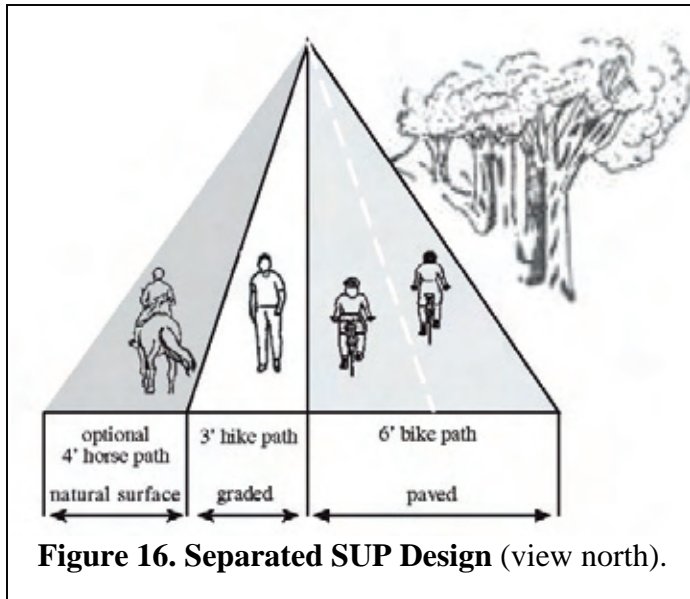 optional
4' horse path
3' hike path
6' bike path
natural surface
graded
paved
Figure 16. Separated SUP Design (view north).